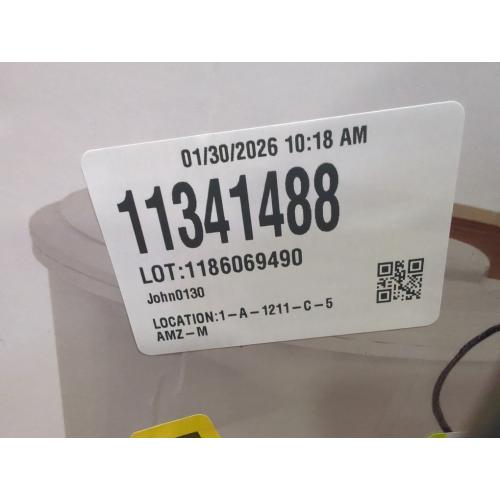 01/30/2026 10:18 AM
11341488
LOT:1186069490
John0130
LOCATION:1-A-1211-C-5
AMZ-M